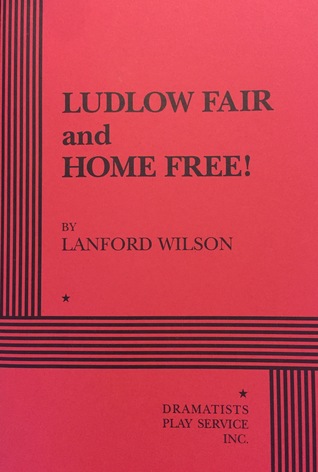 LUDLOW FAIR
and
HOME FREE!
BY
LANFORD WILSON
★
★
DRAMATISTS
PLAY SERVICE
INC.